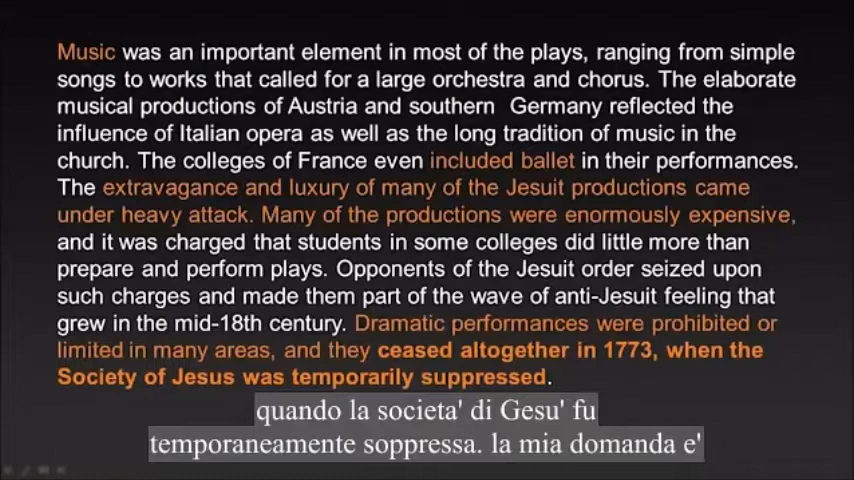 Music was an important element in most of the plays, ranging from simple
songs to works that called for a large orchestra and chorus. The elaborate
musical productions of Austria and southern Germany reflected the
influence of Italian opera as well as the long tradition of music in the
church. The colleges of France even included ballet in their performances.
The extravagance and luxury of many of the Jesuit productions came
under heavy attack. Many of the productions were enormously expensive,
and it was charged that students in some colleges did little more than
prepare and perform plays. Opponents of the Jesuit order seized upon
such charges and made them part of the wave of anti-Jesuit feeling that
grew in the mid-18th century. Dramatic performances were prohibited or
limited in many areas, and they ceased altogether in 1773, when the
Society of Jesus was temporarily suppressed.
quando la societa' di Gesu' fu
temporaneamente soppressa. la mia domanda e'